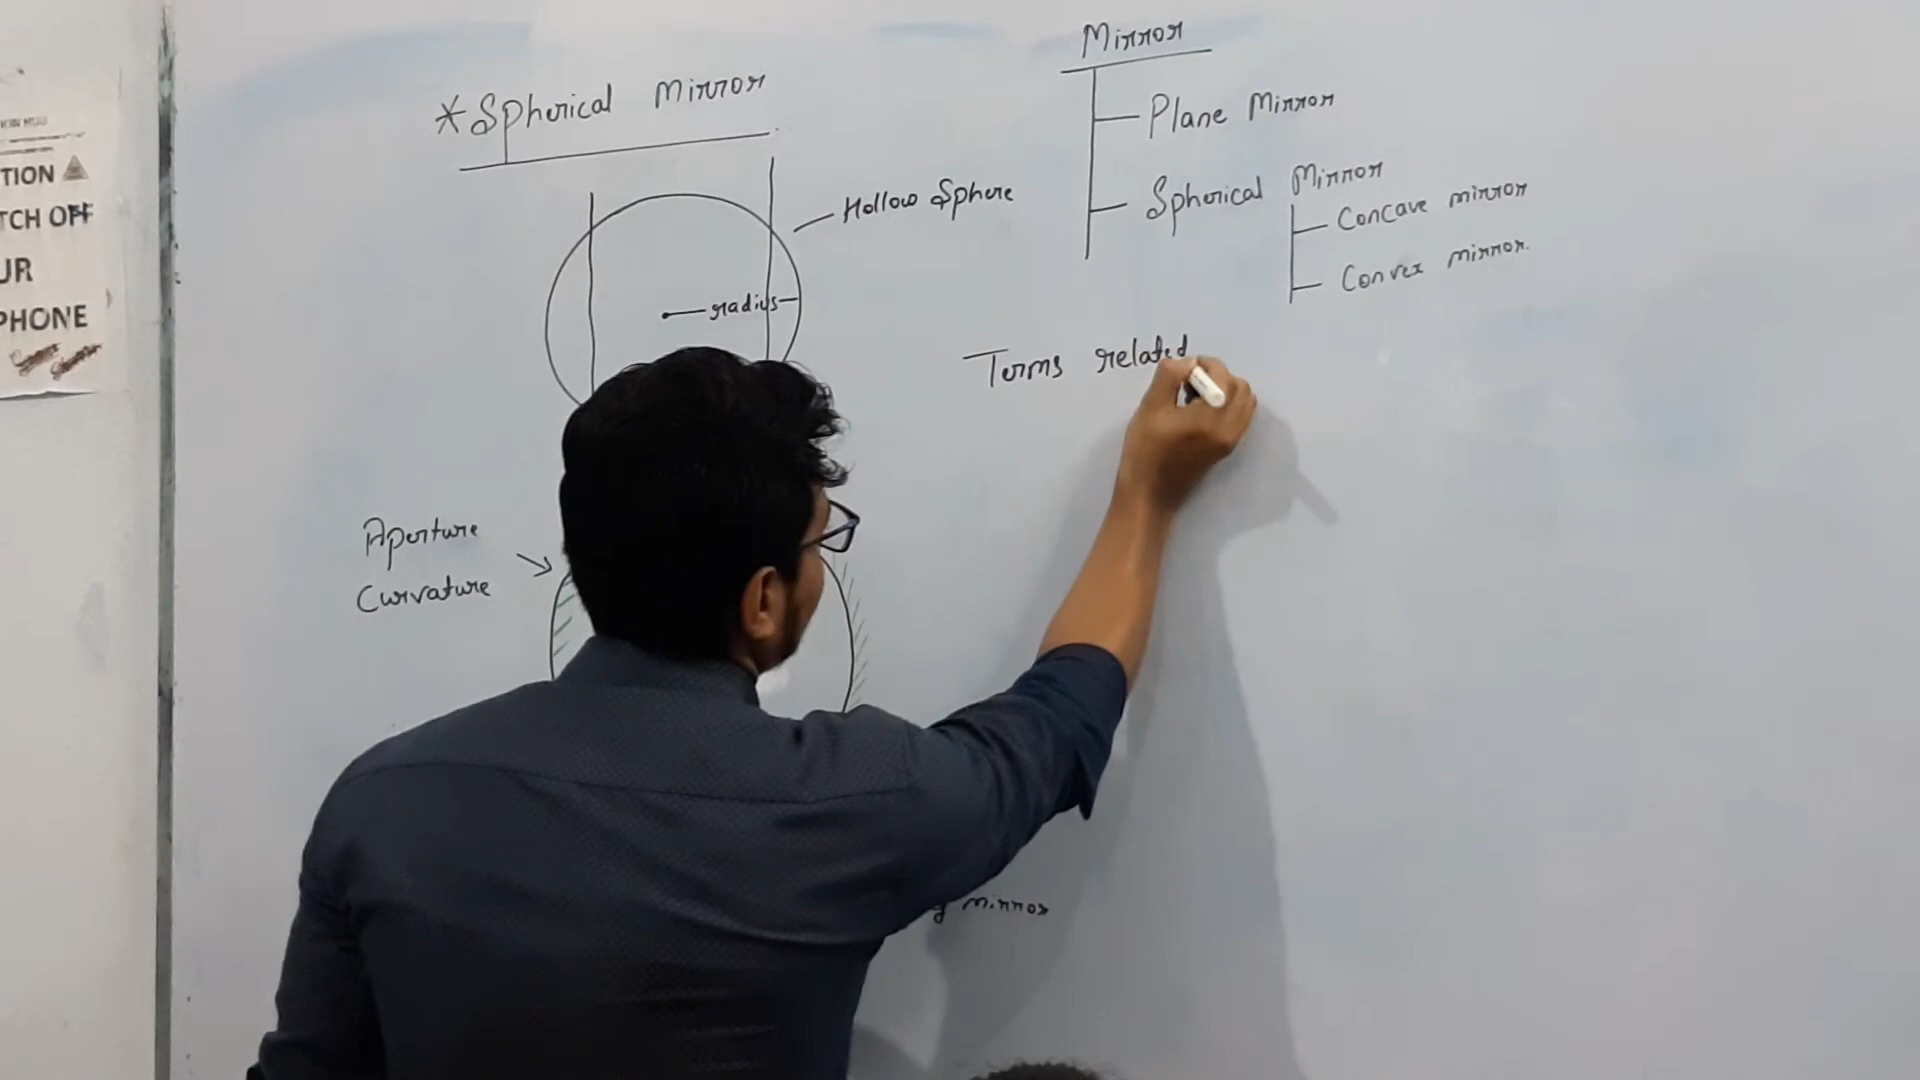 TION
TCH OFF
UR
PHONE
*Spherical Mirror
Hollow Sphere
radius
Aperture
Curvature
Mirror
Plane Mirror
Spherical Mirror
Concave mirror
Convex mirror.
Terms related
mirror